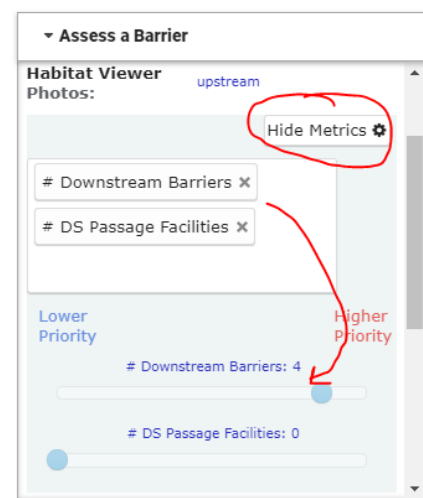 Assess a Barrier
Habitat Viewer
Photos:
upstream
Hide Metrics
# Downstream Barriers ×
# DS Passage Facilities ×
Lower Higher
Priority Priority
# Downstream Barriers: 4
# DS Passage Facilities: 0